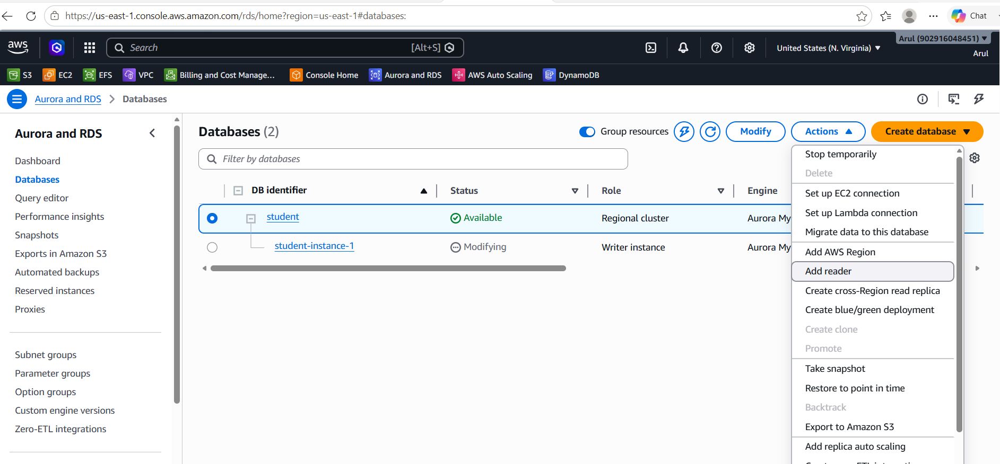 https://us-east-1.console.aws.amazon.com/rds/home?region=us-east-1#databases:
Chat
aws
Search
[Alt+S]
United States (N. Virginia)
Arul (902916048451)
Arul
S3
EC2
EFS
VPC
Billing and Cost Manage...
Console Home
Aurora and RDS
AWS Auto Scaling
DynamoDB
Aurora and RDS
Databases
Aurora and RDS
Dashboard
Databases
Query editor
Performance insights
Snapshots
Exports in Amazon S3
Automated backups
Reserved instances
Proxies
Subnet groups
Parameter groups
Option groups
Custom engine versions
Zero-ETL integrations
Databases (2)
Group resources
Modify
Actions
Create database
Filter by databases
DB identifier
Status
Role
Engine
student
Available
Regional cluster
Aurora My
student-instance-1
Modifying
Writer instance
Aurora My
Stop temporarily
Delete
Set up EC2 connection
Set up Lambda connection
Migrate data to this database
Add AWS Region
Add reader
Create cross-Region read replica
Create blue/green deployment
Create clone
Promote
Take snapshot
Restore to point in time
Backtrack
Export to Amazon S3
Add replica auto scaling